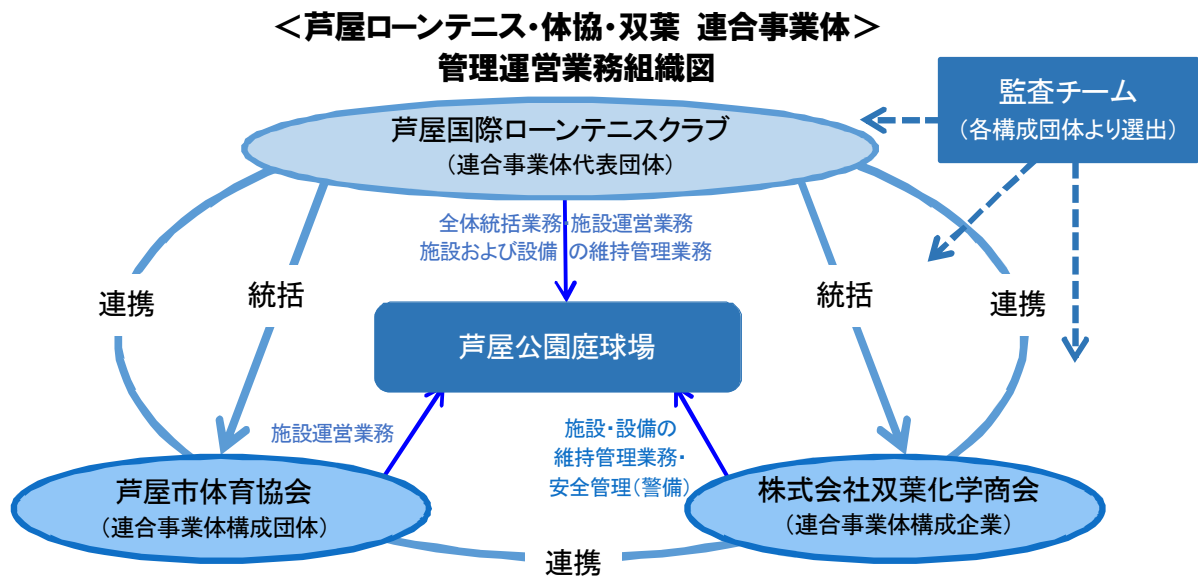 ＜芦屋ローンテニス・体協・双葉 連合事業体＞
管理運営業務組織図
監査チーム
（各構成団体より選出）
芦屋国際ローンテニスクラブ
（連合事業体代表団体）
全体統括業務・施設運営業務
施設および設備 の維持管理業務
連携
統括
統括
連携
芦屋公園庭球場
施設運営業務
施設・設備の
維持管理業務・
安全管理（警備）
芦屋市体育協会
（連合事業体構成団体）
株式会社双葉化学商会
（連合事業体構成企業）
連携